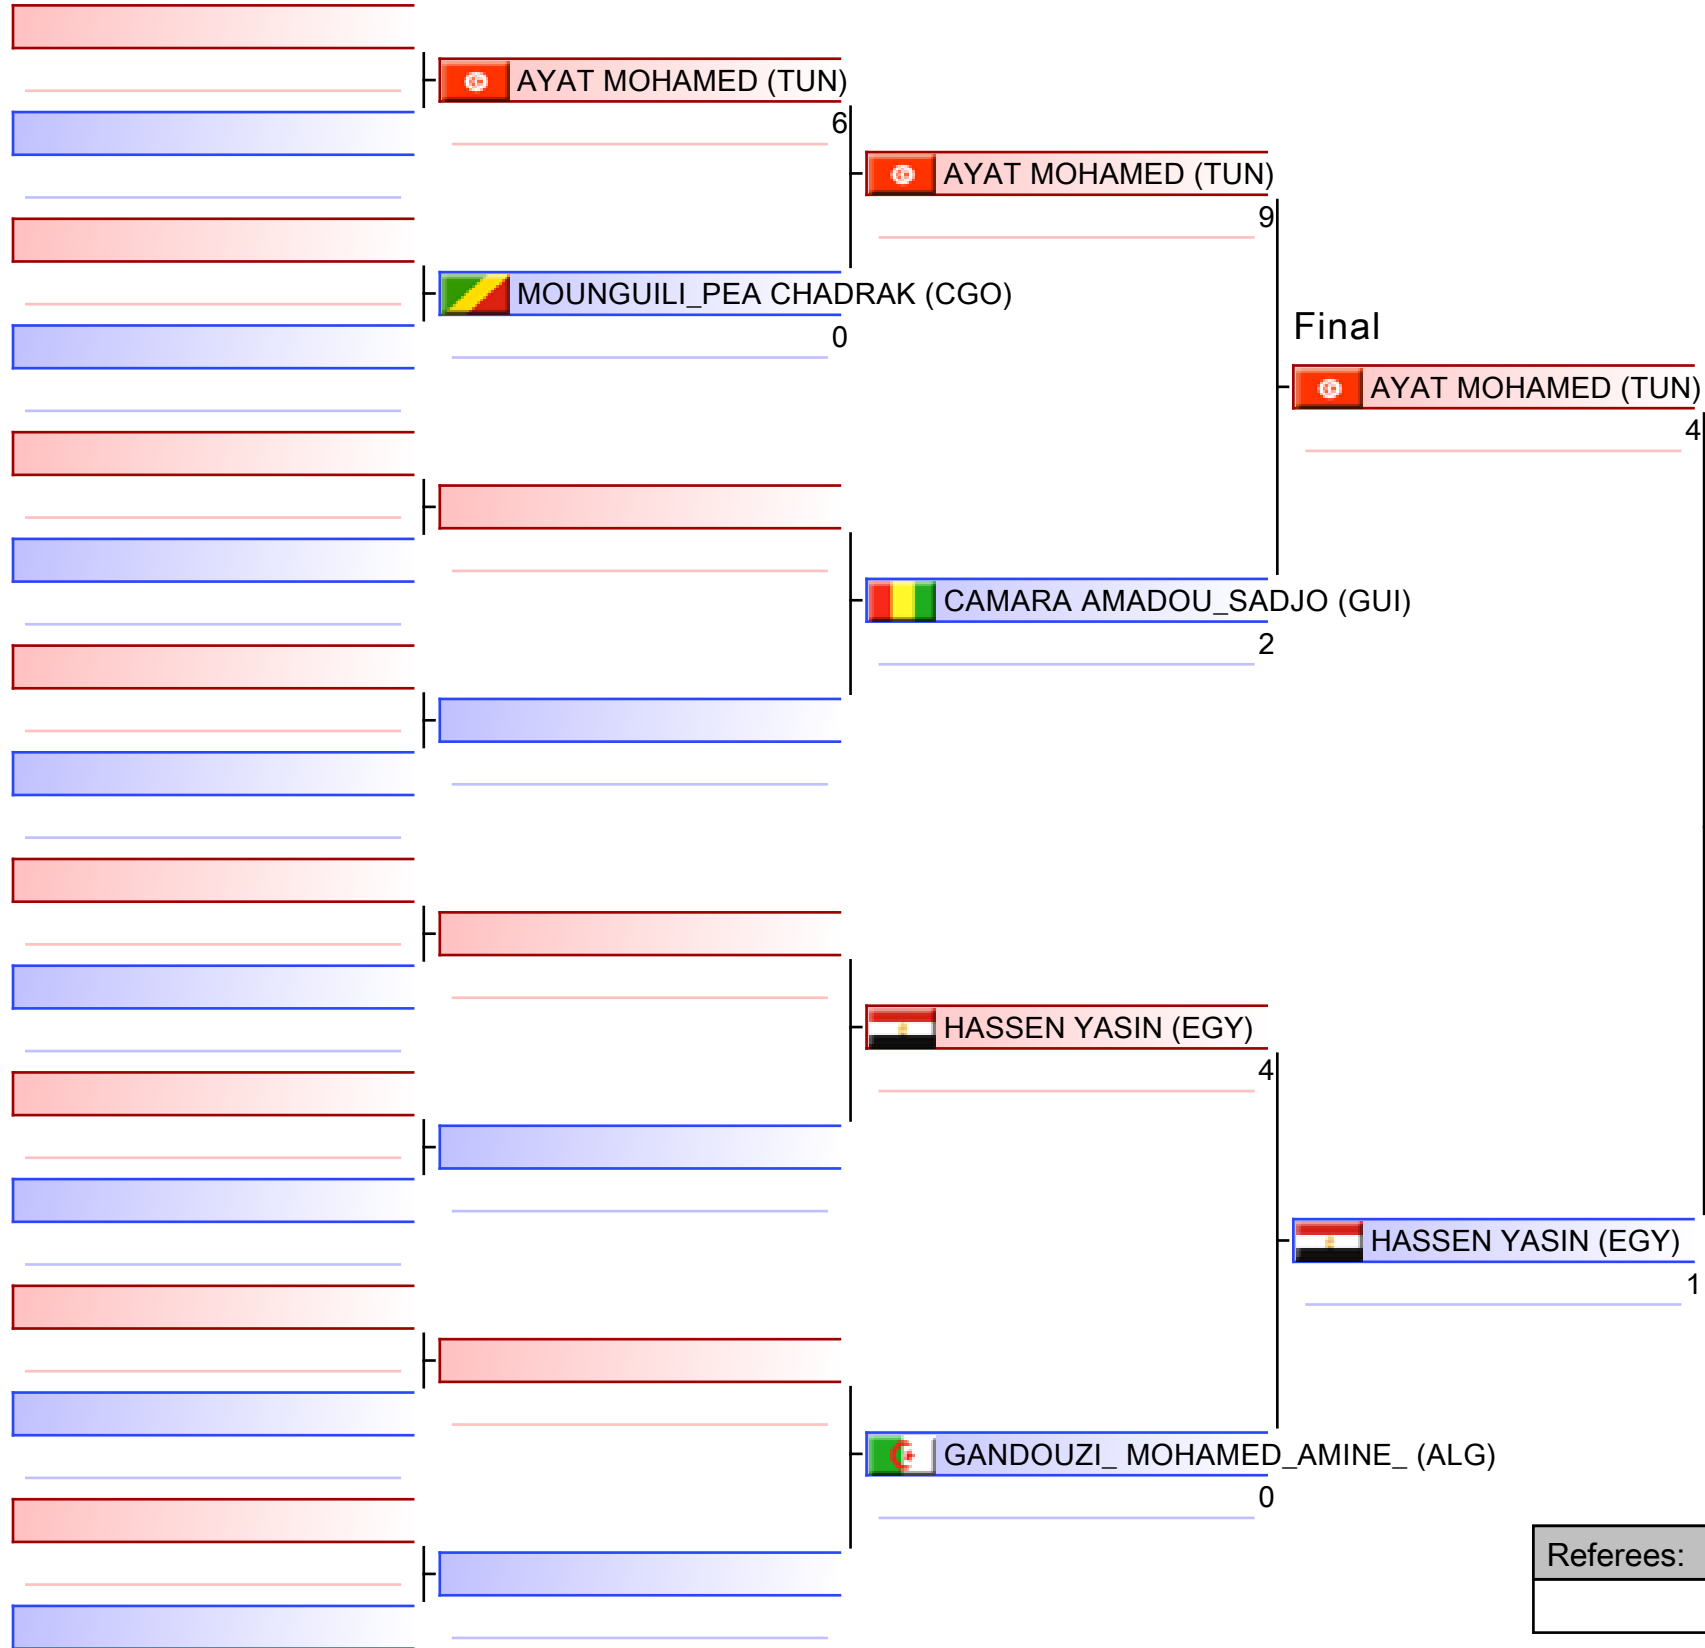 AYAT MOHAMED (TUN)
6
AYAT MOHAMED (TUN)
9
MOUNGUILI_PEA CHADRAK (CGO)
0
Final
AYAT MOHAMED (TUN)
4
CAMARA AMADOU_SADJO (GUI)
2
HASSEN YASIN (EGY)
4
HASSEN YASIN (EGY)
1
GANDOUZI_ MOHAMED_AMINE_ (ALG)
0
Referees: